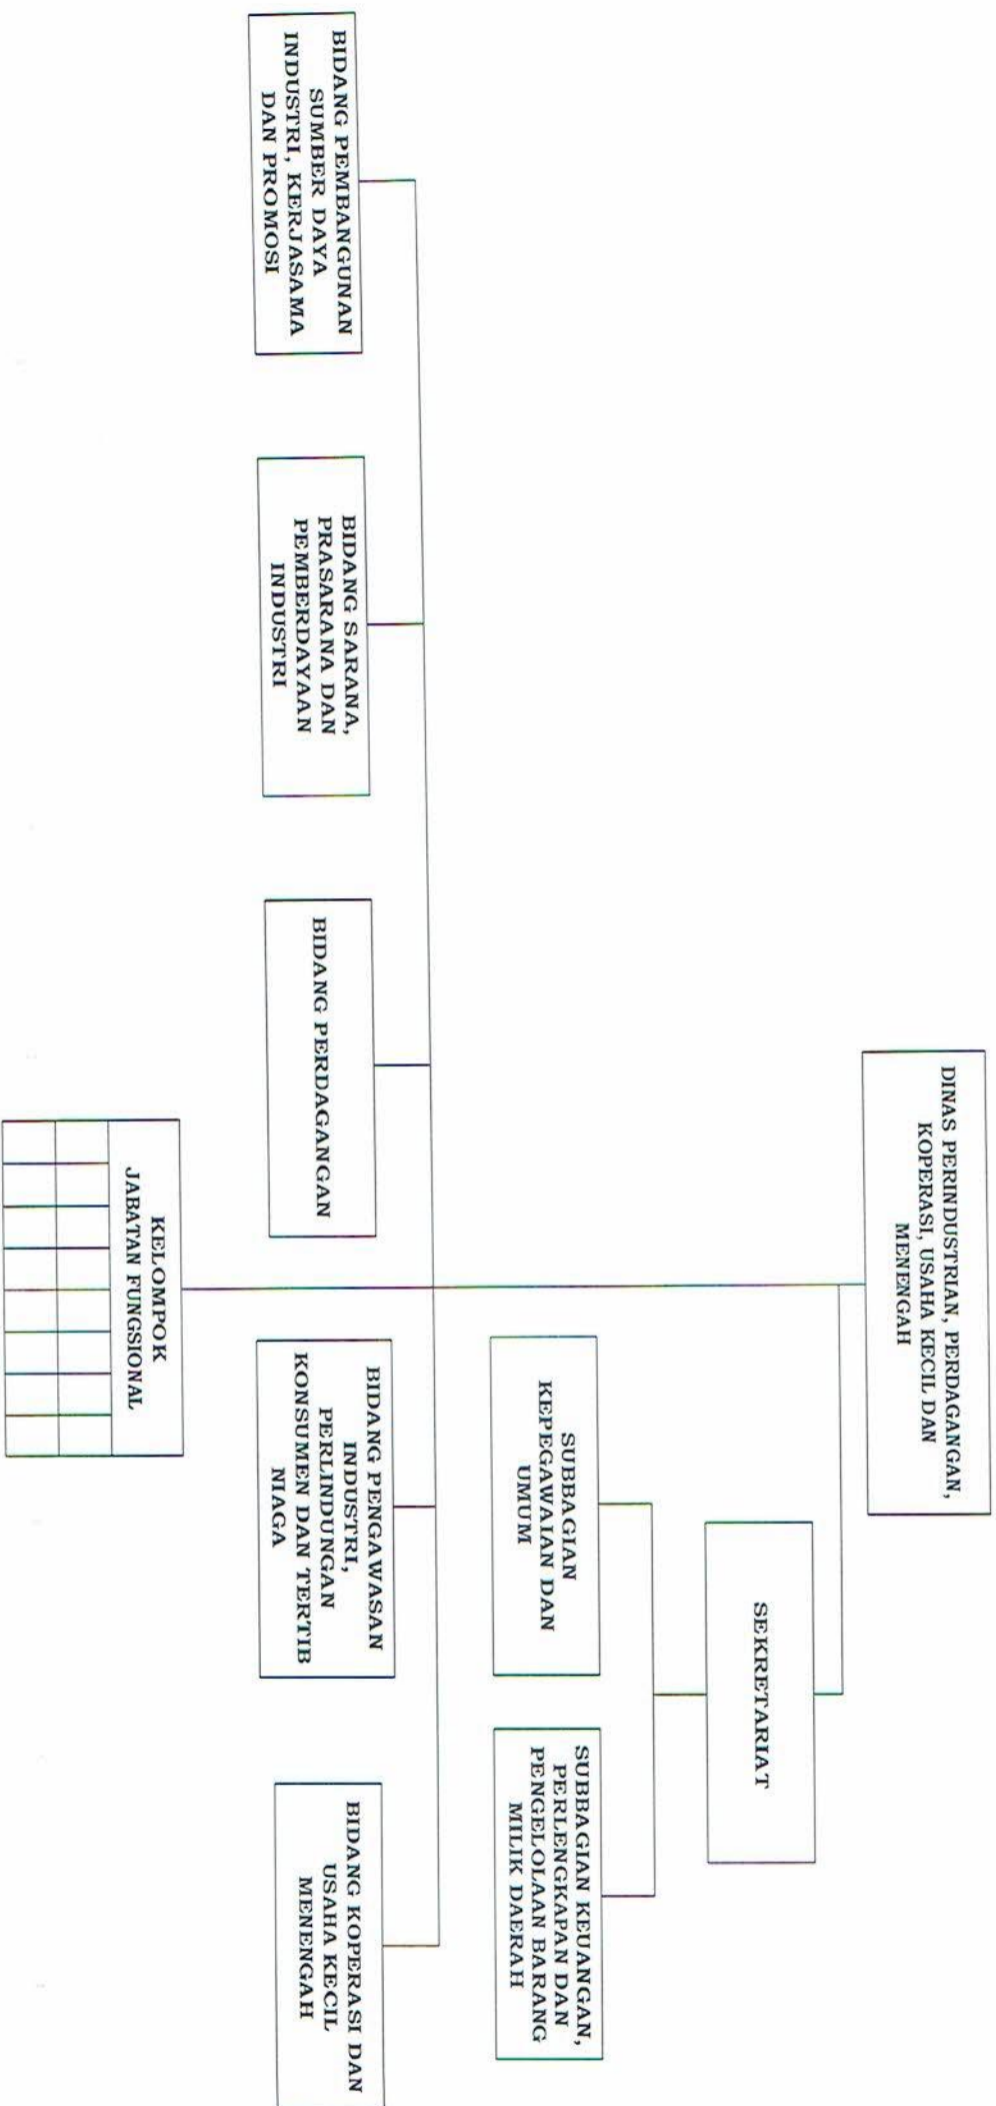 DINAS PERINDUSTRIAN, PERDAGANGAN,
KOPERASI, USAHA KECIL DAN
MENENGAH
SEKRETARIAT
SUBBAGIAN
KEPEGAWAIAN DAN
UMUM
SUBBAGIAN KEUANGAN,
PERLENGKAPAN DAN
PENGELOLAAN BARANG
MILIK DAERAH
BIDANG PEMBANGUNAN
SUMBER DAYA
INDUSTRI, KERJASAMA
DAN PROMOSI
BIDANG SARANA,
PRASARANA DAN
PEMBERDAYAAN
INDUSTRI
BIDANG PERDAGANGAN
BIDANG PENGAWASAN
INDUSTRI,
PERLINDUNGAN
KONSUMEN DAN TERTIB
NIAGA
BIDANG KOPERASI DAN
USAHA KECIL
MENENGAH
KELOMPOK
JABATAN FUNGSIONAL